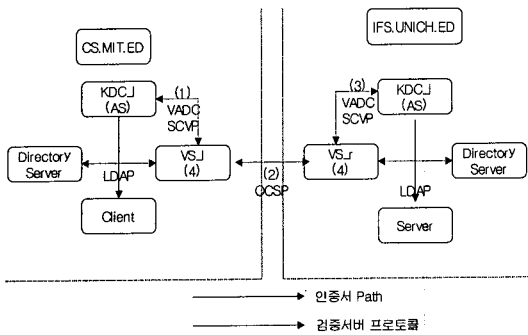 CS.MIT.ED
IFS.UNICH.ED
KDC_l
(AS)
(1)
VADC
SCVP
(3)
VADC
SCVP
KDC_l
(AS)
Directory
Server
LDAP
VS_l
(4)
(2)
OCSP
VS_r
(4)
LDAP
Directory
Server
Client
Server
인증서 Path
검증서버 프로토콜